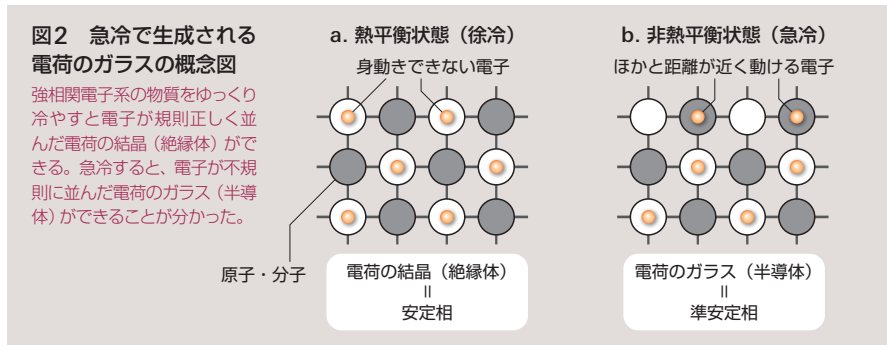 図2　急冷で生成される
電荷のガラスの概念図
強相関電子系の物質をゆっくり
冷やすと電子が規則正しく並
んだ電荷の結晶（絶縁体）がで
きる。急冷すると、電子が不規
則に並んだ電荷のガラス（半導
体）ができることが分かった。
a. 熱平衡状態（徐冷）
身動きできない電子
原子・分子
電荷の結晶（絶縁体）
＝
安定相
b. 非熱平衡状態（急冷）
ほかと距離が近く動ける電子
電荷のガラス（半導体）
＝
準安定相